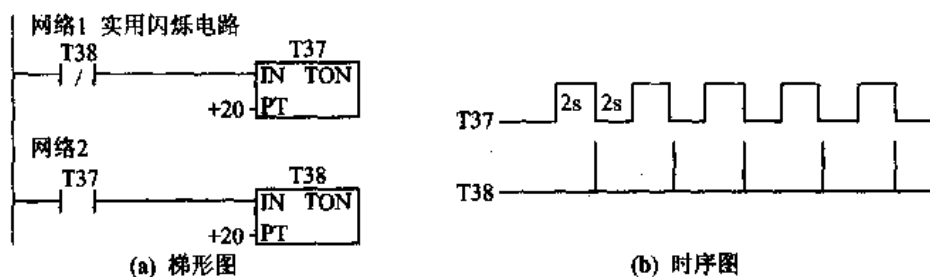 网络1 实用闪烁电路
T38
T37
IN TON
+20
PT
网络2
T37
T38
IN TON
+20
PT
(a) 梯形图
2s
2s
T37
T38
(b) 时序图